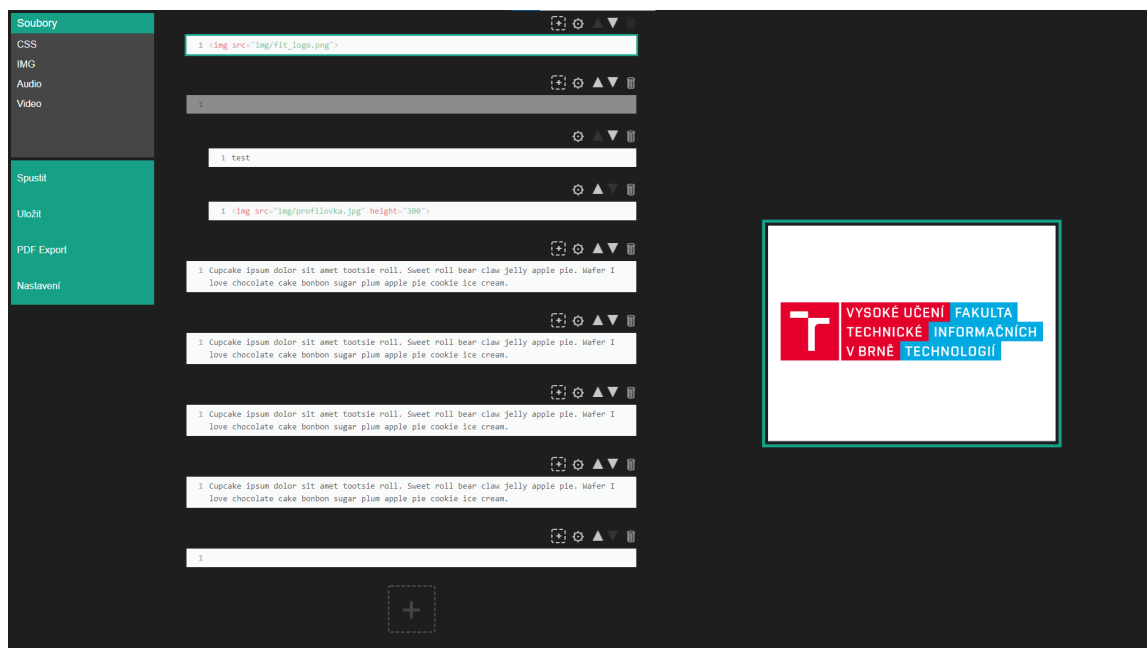 Soubory
CSS
IMG
Audio
Video
Spustit
Uložit
PDF Export
Nastavení
1 <img src="img/fit_logo.png">
1
1 test
1 <img src="img/profilovka.jpg" height="300">
1 Cupcake ipsum dolor sit amet tootsie roll. Sweet roll bear claw jelly apple pie. Wafer I
love chocolate cake bonbon sugar plum apple pie cookie ice cream.
1 Cupcake ipsum dolor sit amet tootsie roll. Sweet roll bear claw jelly apple pie. Wafer I
love chocolate cake bonbon sugar plum apple pie cookie ice cream.
1 Cupcake ipsum dolor sit amet tootsie roll. Sweet roll bear claw jelly apple pie. Wafer I
love chocolate cake bonbon sugar plum apple pie cookie ice cream.
1 Cupcake ipsum dolor sit amet tootsie roll. Sweet roll bear claw jelly apple pie. Wafer I
love chocolate cake bonbon sugar plum apple pie cookie ice cream.
1
VYSOKÉ UČENÍ FAKULTA
TECHNICKÉ INFORMAČNÍCH
V BRNĚ TECHNOLOGIÍ